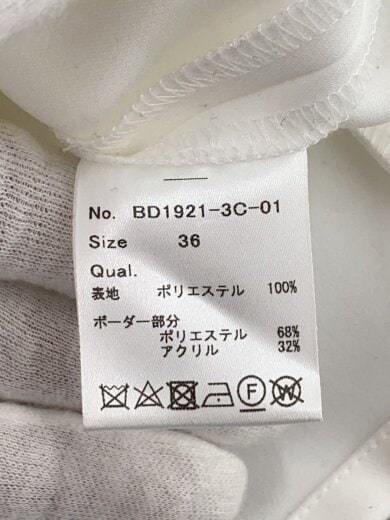 No. BD1921-3C-01
Size 36
Qual.
表地 ポリエステル 100%
ボーダー部分
ポリエステル 68%
アクリル 32%
F W